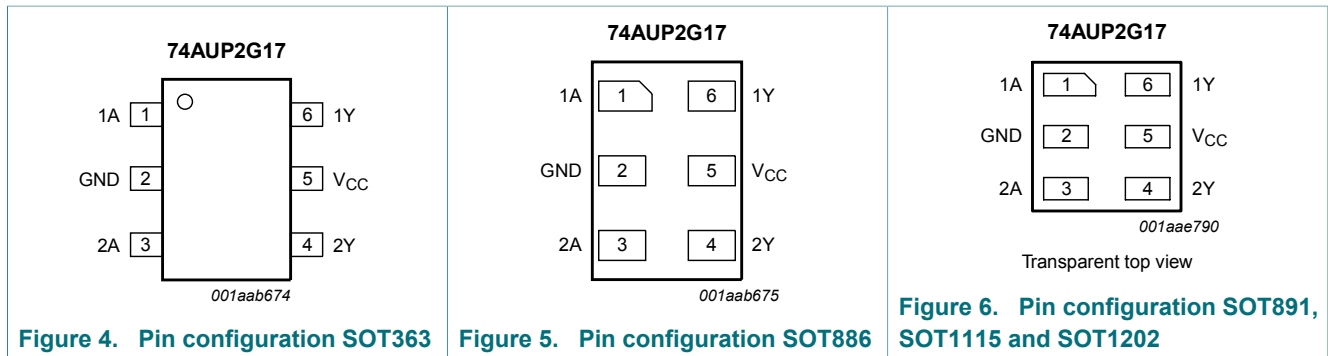 74AUP2G17
1A 1 6 1Y
GND 2 5 VCC
2A 3 4 2Y
001aab674
Figure 4. Pin configuration SOT363
74AUP2G17
1A 1 6 1Y
GND 2 5 VCC
2A 3 4 2Y
001aab675
Figure 5. Pin configuration SOT886
74AUP2G17
1A 1 6 1Y
GND 2 5 VCC
2A 3 4 2Y
001aae790
Transparent top view
Figure 6. Pin configuration SOT891,
SOT1115 and SOT1202